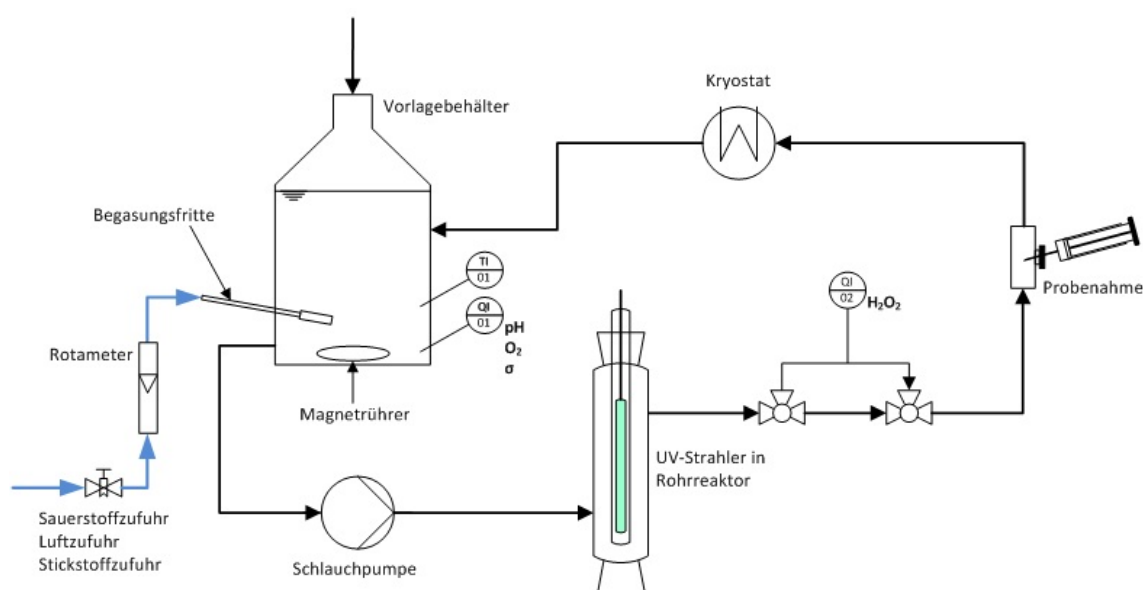 Kryostat
Vorlagebehälter
Begasungsfritte
TI
01
QI
01
pH
O₂
σ
QI
02
H₂O₂
Probenahme
Rotameter
Magnetrührer
UV-Strahler in
Rohrreaktor
Sauerstoffzufuhr
Luftzufuhr
Stickstoffzufuhr
Schlauchpumpe